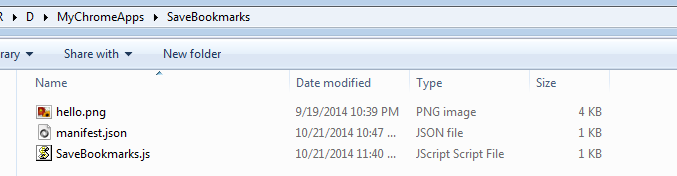 R ▸ D ▸ MyChromeApps ▸ SaveBookmarks
rary ▾ Share with ▾ New folder
Name Date modified Type Size
hello.png 9/19/2014 10:39 PM PNG image 4 KB
manifest.json 10/21/2014 10:47 ... JSON file 1 KB
SaveBookmarks.js 10/21/2014 11:40 ... JScript Script File 1 KB